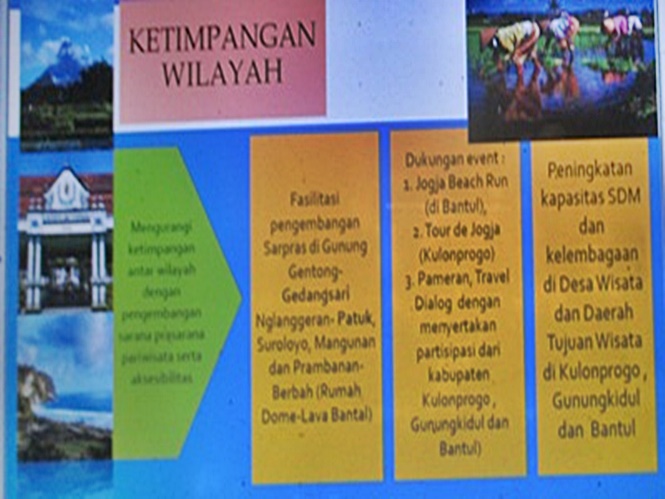 KETIMPANGAN
WILAYAH
Mengurangi
ketimpangan
antar wilayah
dengan
pengembangan
sarana prasarana
pariwisata serta
aksesibilitas
Fasilitasi
pengembangan
Sarpras di Gunung
Gentong-
Gedangsari
Nglanggeran- Patuk,
Suroloyo, Mangunan
dan Prambanan-
Berbah (Rumah
Dome-Lava Bantal)
Dukungan event :
1. Jogja Beach Run
(di Bantul),
2. Tour de Jogja
(Kulonprogo)
3. Pameran, Travel
Dialog dengan
menyertakan
partisipasi dari
kabupaten
Kulonprogo ,
Gunungkidul dan
Bantul)
Peningkatan
kapasitas SDM
dan
kelembagaan
di Desa Wisata
dan Daerah
Tujuan Wisata
di Kulonprogo ,
Gunungkidul
dan Bantul